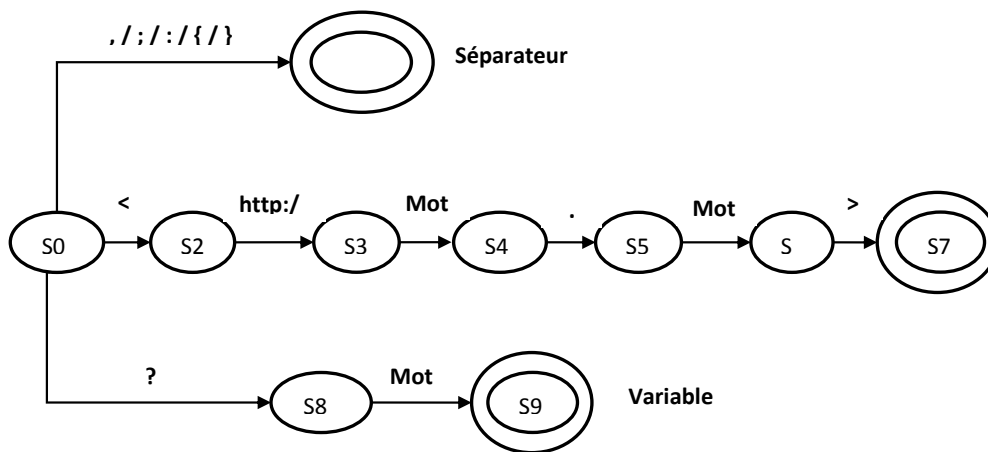 , / ; / : / { / }
Séparateur
< http:/ Mot . Mot >
S0 S2 S3 S4 S5 S S7
? Mot
S8 S9 Variable